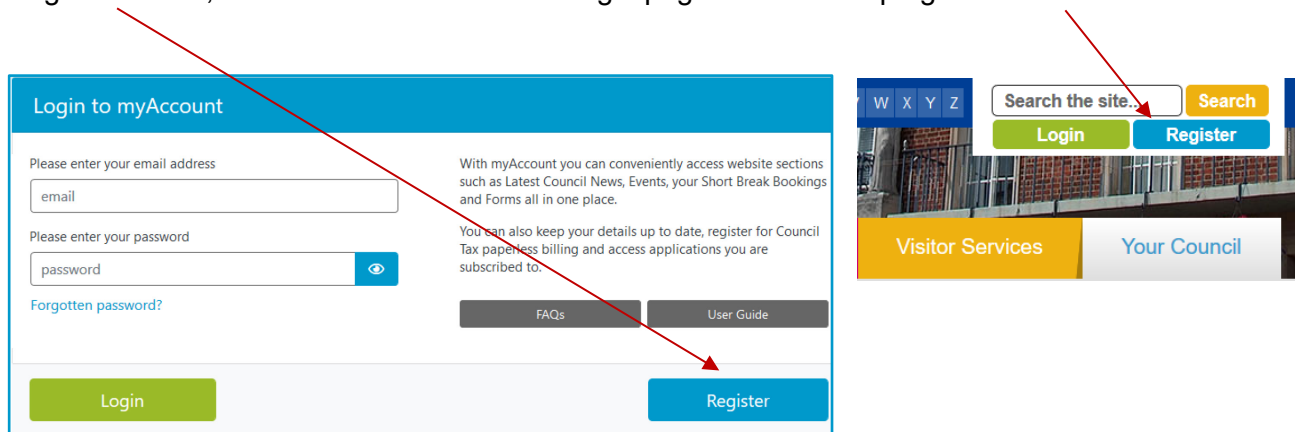 Login to myAccount
Please enter your email address
email
Please enter your password
password
Forgotten password?
With myAccount you can conveniently access website sections
such as Latest Council News, Events, your Short Break Bookings
and Forms all in one place.
You can also keep your details up to date, register for Council
Tax paperless billing and access applications you are
subscribed to.
FAQs
User Guide
Login
Register
W X Y Z
Search the site...
Search
Login
Register
Visitor Services
Your Council